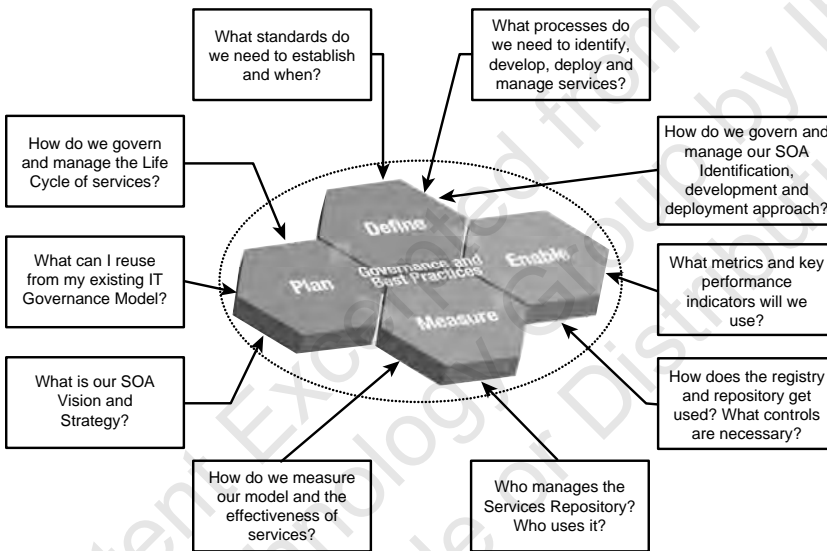 What standards do
we need to establish
and when?
What processes do
we need to identify,
develop, deploy and
manage services?
How do we govern
and manage the Life
Cycle of services?
How do we govern and
manage our SOA
Identification,
development and
deployment approach?
Define
Governance and
Best Practices
Enable
Plan
Measure
What can I reuse
from my existing IT
Governance Model?
What metrics and key
performance
indicators will we
use?
What is our SOA
Vision and
Strategy?
How does the registry
and repository get
used? What controls
are necessary?
How do we measure
our model and the
effectiveness of
services?
Who manages the
Services Repository?
Who uses it?